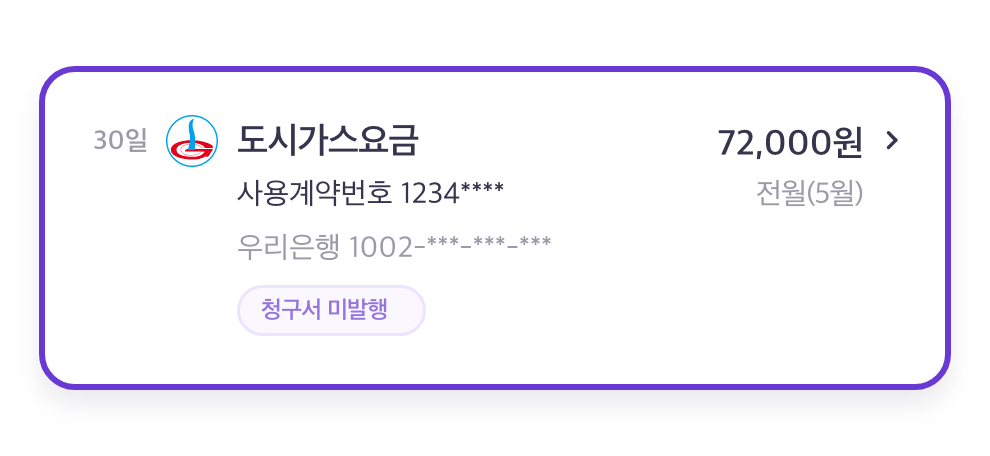 30일 도시가스요금 72,000원
사용계약번호 1234**** 전월(5월)
우리은행 1002-***-***-***
청구서 미발행